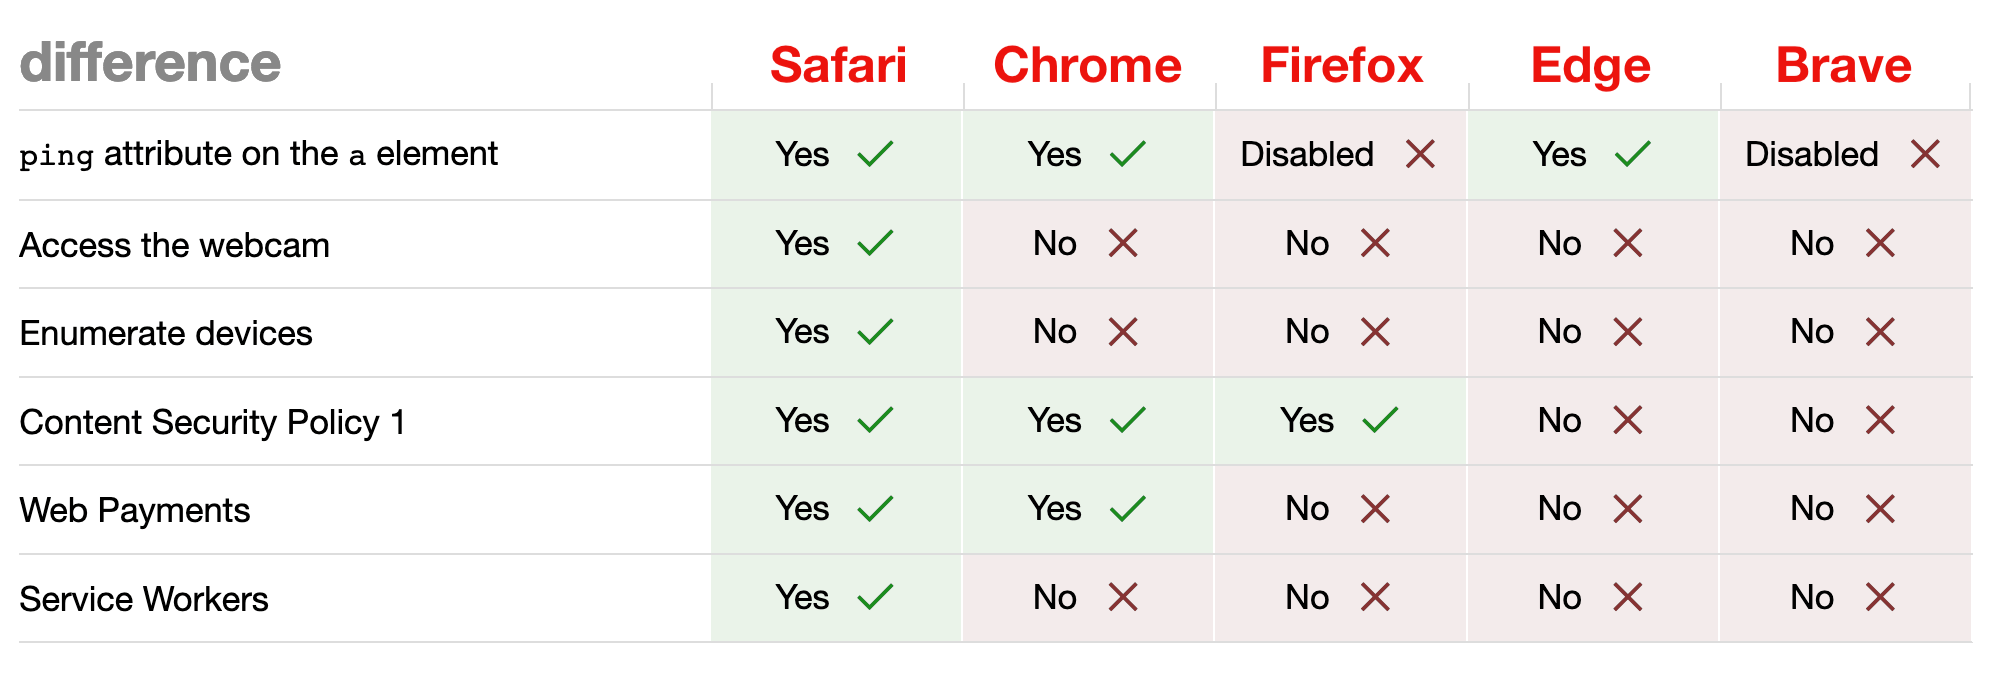 difference Safari Chrome Firefox Edge Brave
ping attribute on the a element Yes ✓ Yes ✓ Disabled ✕ Yes ✓ Disabled ✕
Access the webcam Yes ✓ No ✕ No ✕ No ✕ No ✕
Enumerate devices Yes ✓ No ✕ No ✕ No ✕ No ✕
Content Security Policy 1 Yes ✓ Yes ✓ Yes ✓ No ✕ No ✕
Web Payments Yes ✓ Yes ✓ No ✕ No ✕ No ✕
Service Workers Yes ✓ No ✕ No ✕ No ✕ No ✕